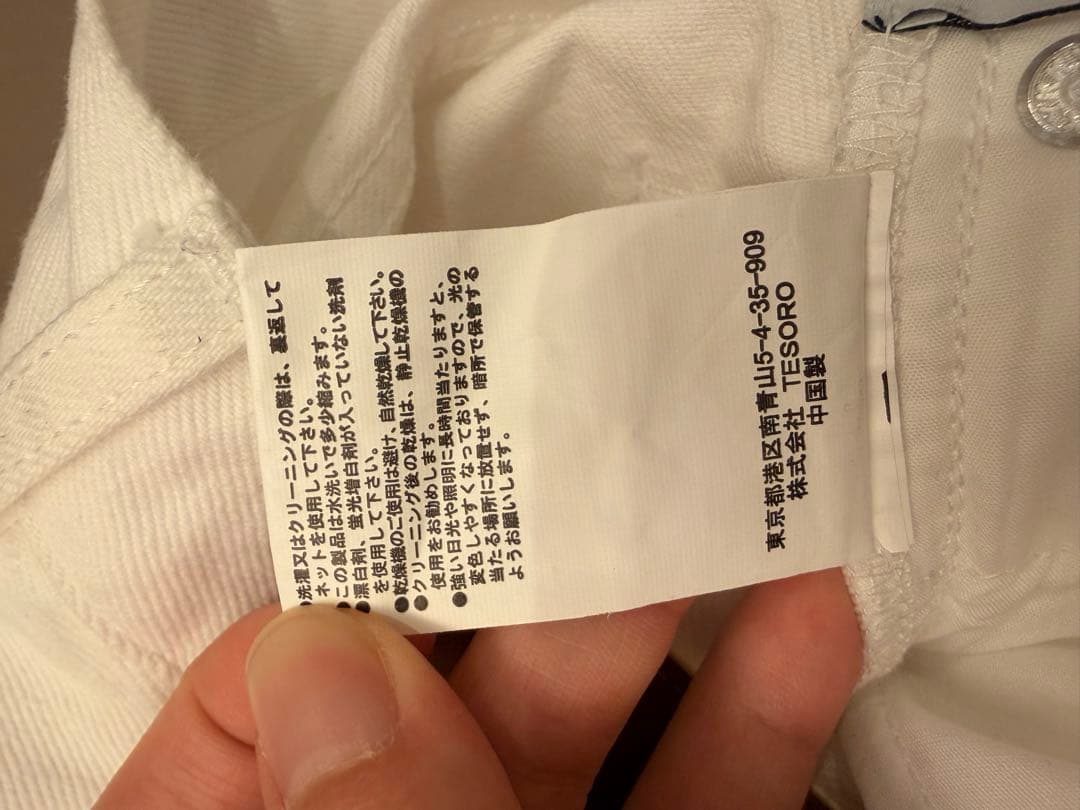 ●洗濯又はクリーニングの際は、裏返して
ネットを使用して下さい。
●この製品は水洗いで多少縮みます。
●漂白剤、蛍光増白剤が入っていない洗剤
を使用して下さい。
●乾燥機のご使用は避け、自然乾燥して下さい。
●クリーニング後の乾燥は、静止乾燥機の
使用をお勧めします。
●強い日光や照明に長時間当たりますと、
変色しやすくなっておりますので、光の
当たる場所に放置せず、暗所で保管する
ようお願いします。
東京都港区南青山5-4-35-909
株式会社 TESORO
中国製